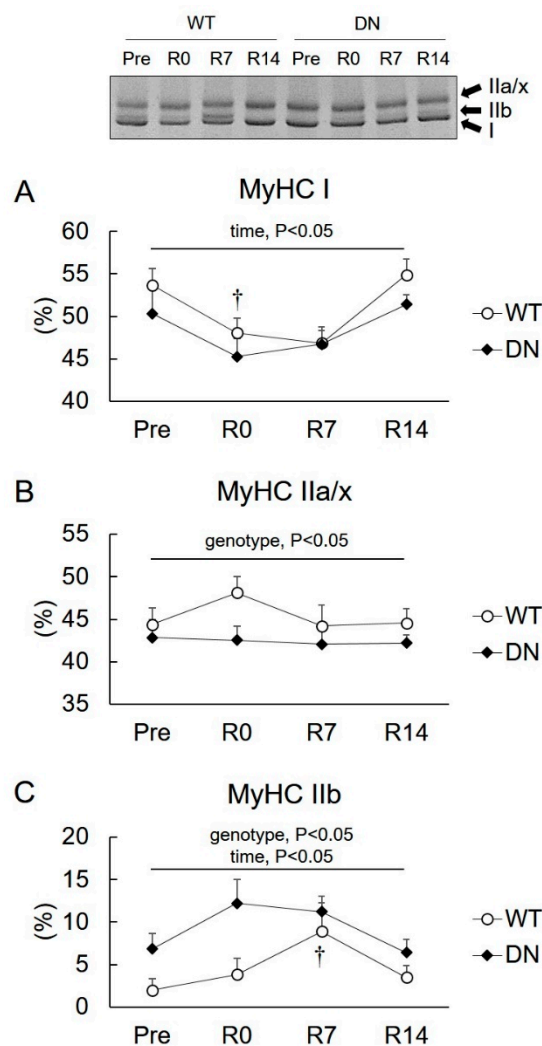 WT DN
Pre R0 R7 R14 Pre R0 R7 R14
IIa/x
IIb
I
A
MyHC I
time, P<0.05
60
55
50
45
40
(%)
†
WT
DN
Pre R0 R7 R14
B
MyHC IIa/x
genotype, P<0.05
45
50
45
40
35
(%)
WT
DN
Pre R0 R7 R14
C
MyHC IIb
genotype, P<0.05
time, P<0.05
20
15
10
5
0
(%)
†
WT
DN
Pre R0 R7 R14